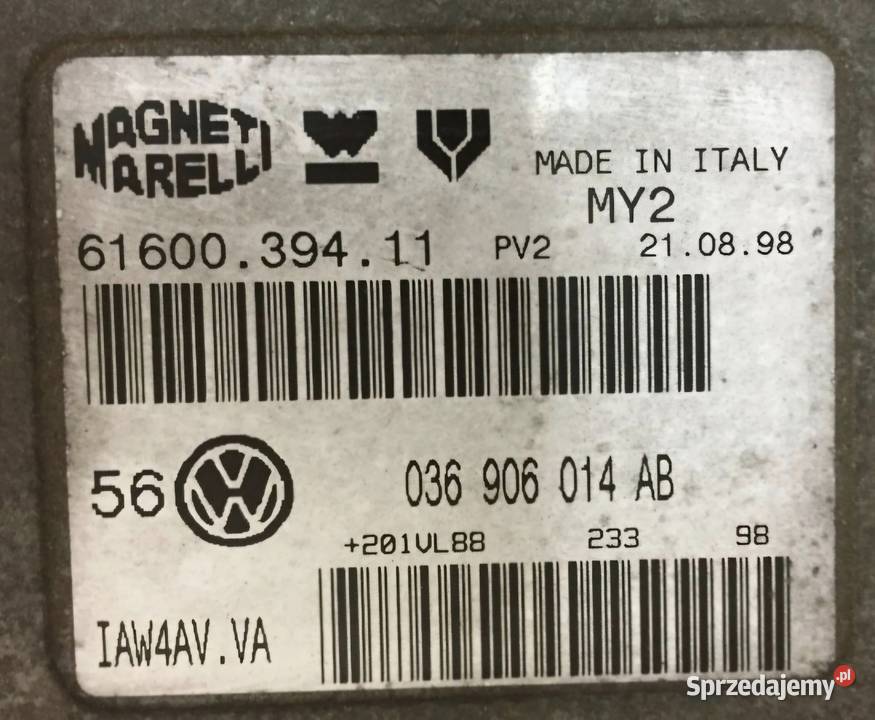 MAGNETI
MARELLI
MADE IN ITALY
MY2
61600.394.11 PV2 21.08.98
56 VW 036 906 014 AB
+201VL88 233 98
IAW4AV.VA
Sprzedajemy.pl